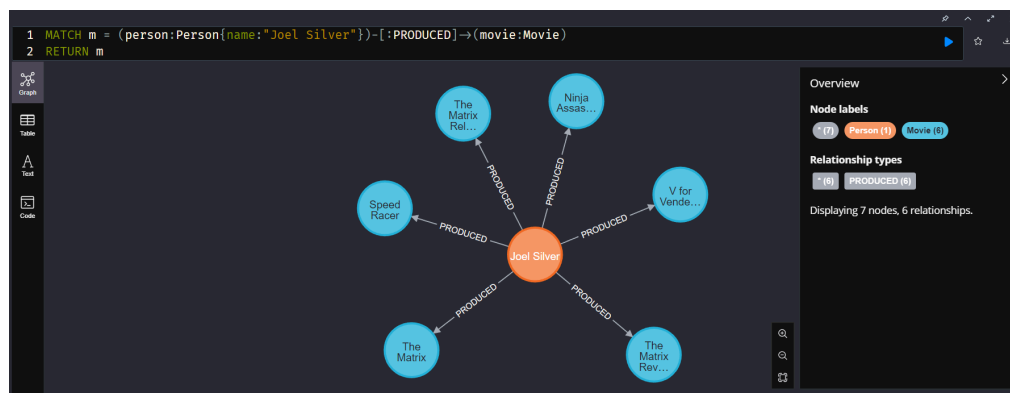 1 MATCH m = (person:Person{name:"Joel Silver"})-[:PRODUCED]→(movie:Movie)
2 RETURN m
Graph
Table
Text
Code
The
Matrix
Rel...
Ninja
Assas...
V for
Vende...
Speed
Racer
The
Matrix
The
Matrix
Rev...
Joel Silver
PRODUCED
PRODUCED
PRODUCED
PRODUCED
PRODUCED
PRODUCED
Overview
Node labels
* (7) Person (1) Movie (6)
Relationship types
* (6) PRODUCED (6)
Displaying 7 nodes, 6 relationships.